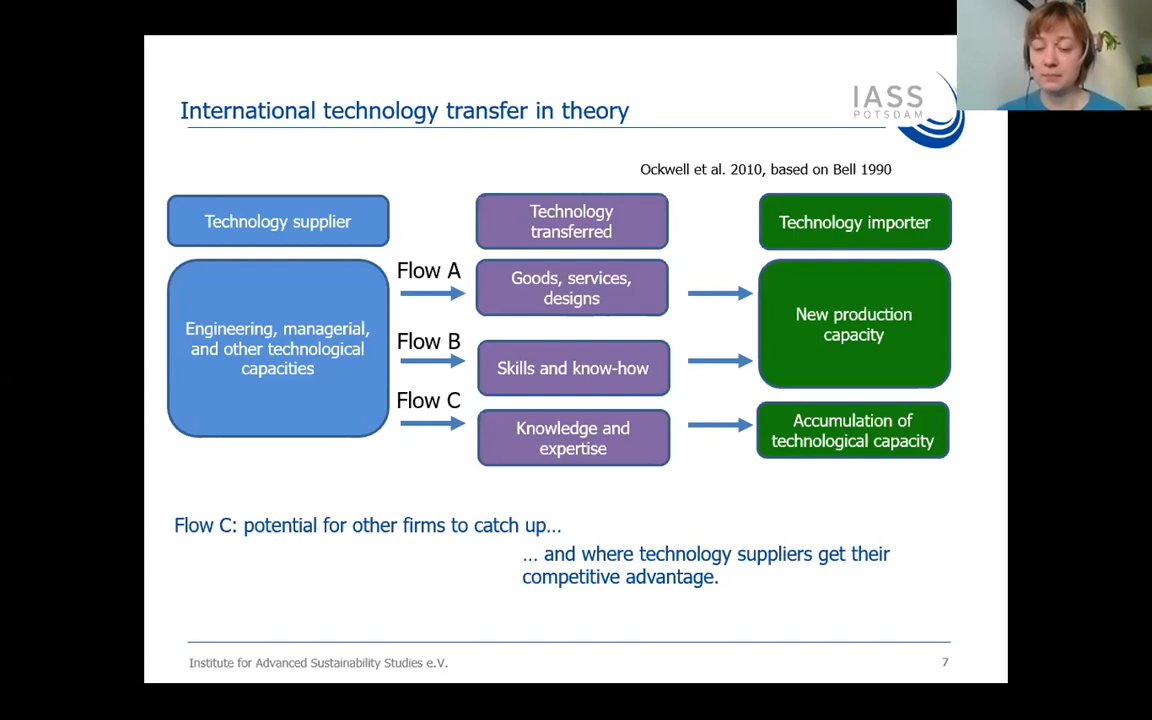 International technology transfer in theory
IASS
POTSDAM
Ockwell et al. 2010, based on Bell 1990
Technology supplier
Technology
transferred
Technology importer
Flow A
Goods, services,
designs
Engineering, managerial,
and other technological
capacities
New production
capacity
Flow B
Skills and know-how
Flow C
Knowledge and
expertise
Accumulation of
technological capacity
Flow C: potential for other firms to catch up…
… and where technology suppliers get their
competitive advantage.
Institute for Advanced Sustainability Studies e.V.
7